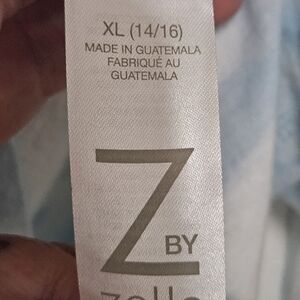 XL (14/16)
MADE IN GUATEMALA
FABRIQUÉ AU
GUATEMALA
Z BY